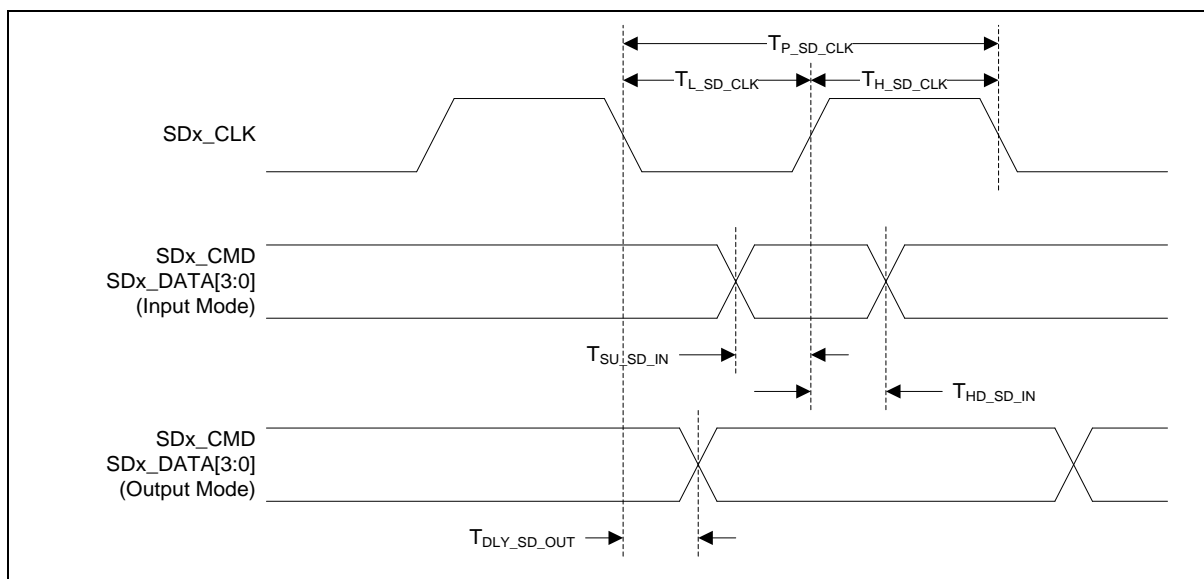 T_P_SD_CLK
T_L_SD_CLK
T_H_SD_CLK
SDx_CLK
SDx_CMD
SDx_DATA[3:0]
(Input Mode)
T_SU_SD_IN
T_HD_SD_IN
SDx_CMD
SDx_DATA[3:0]
(Output Mode)
T_DLY_SD_OUT